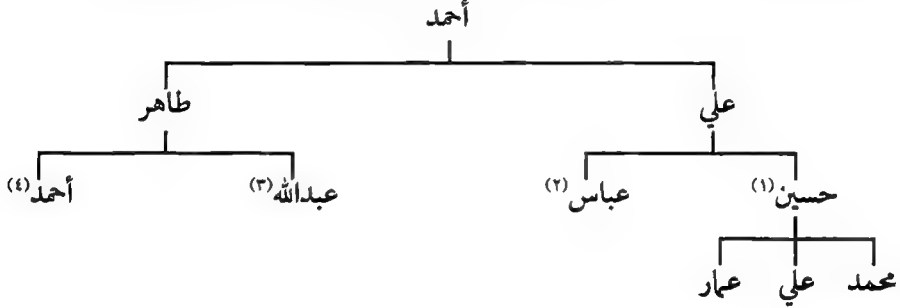 أحمد
علي طاهر
حسين (١) عباس (٢) عبدالله (٣) أحمد (٤)
محمد علي عمار